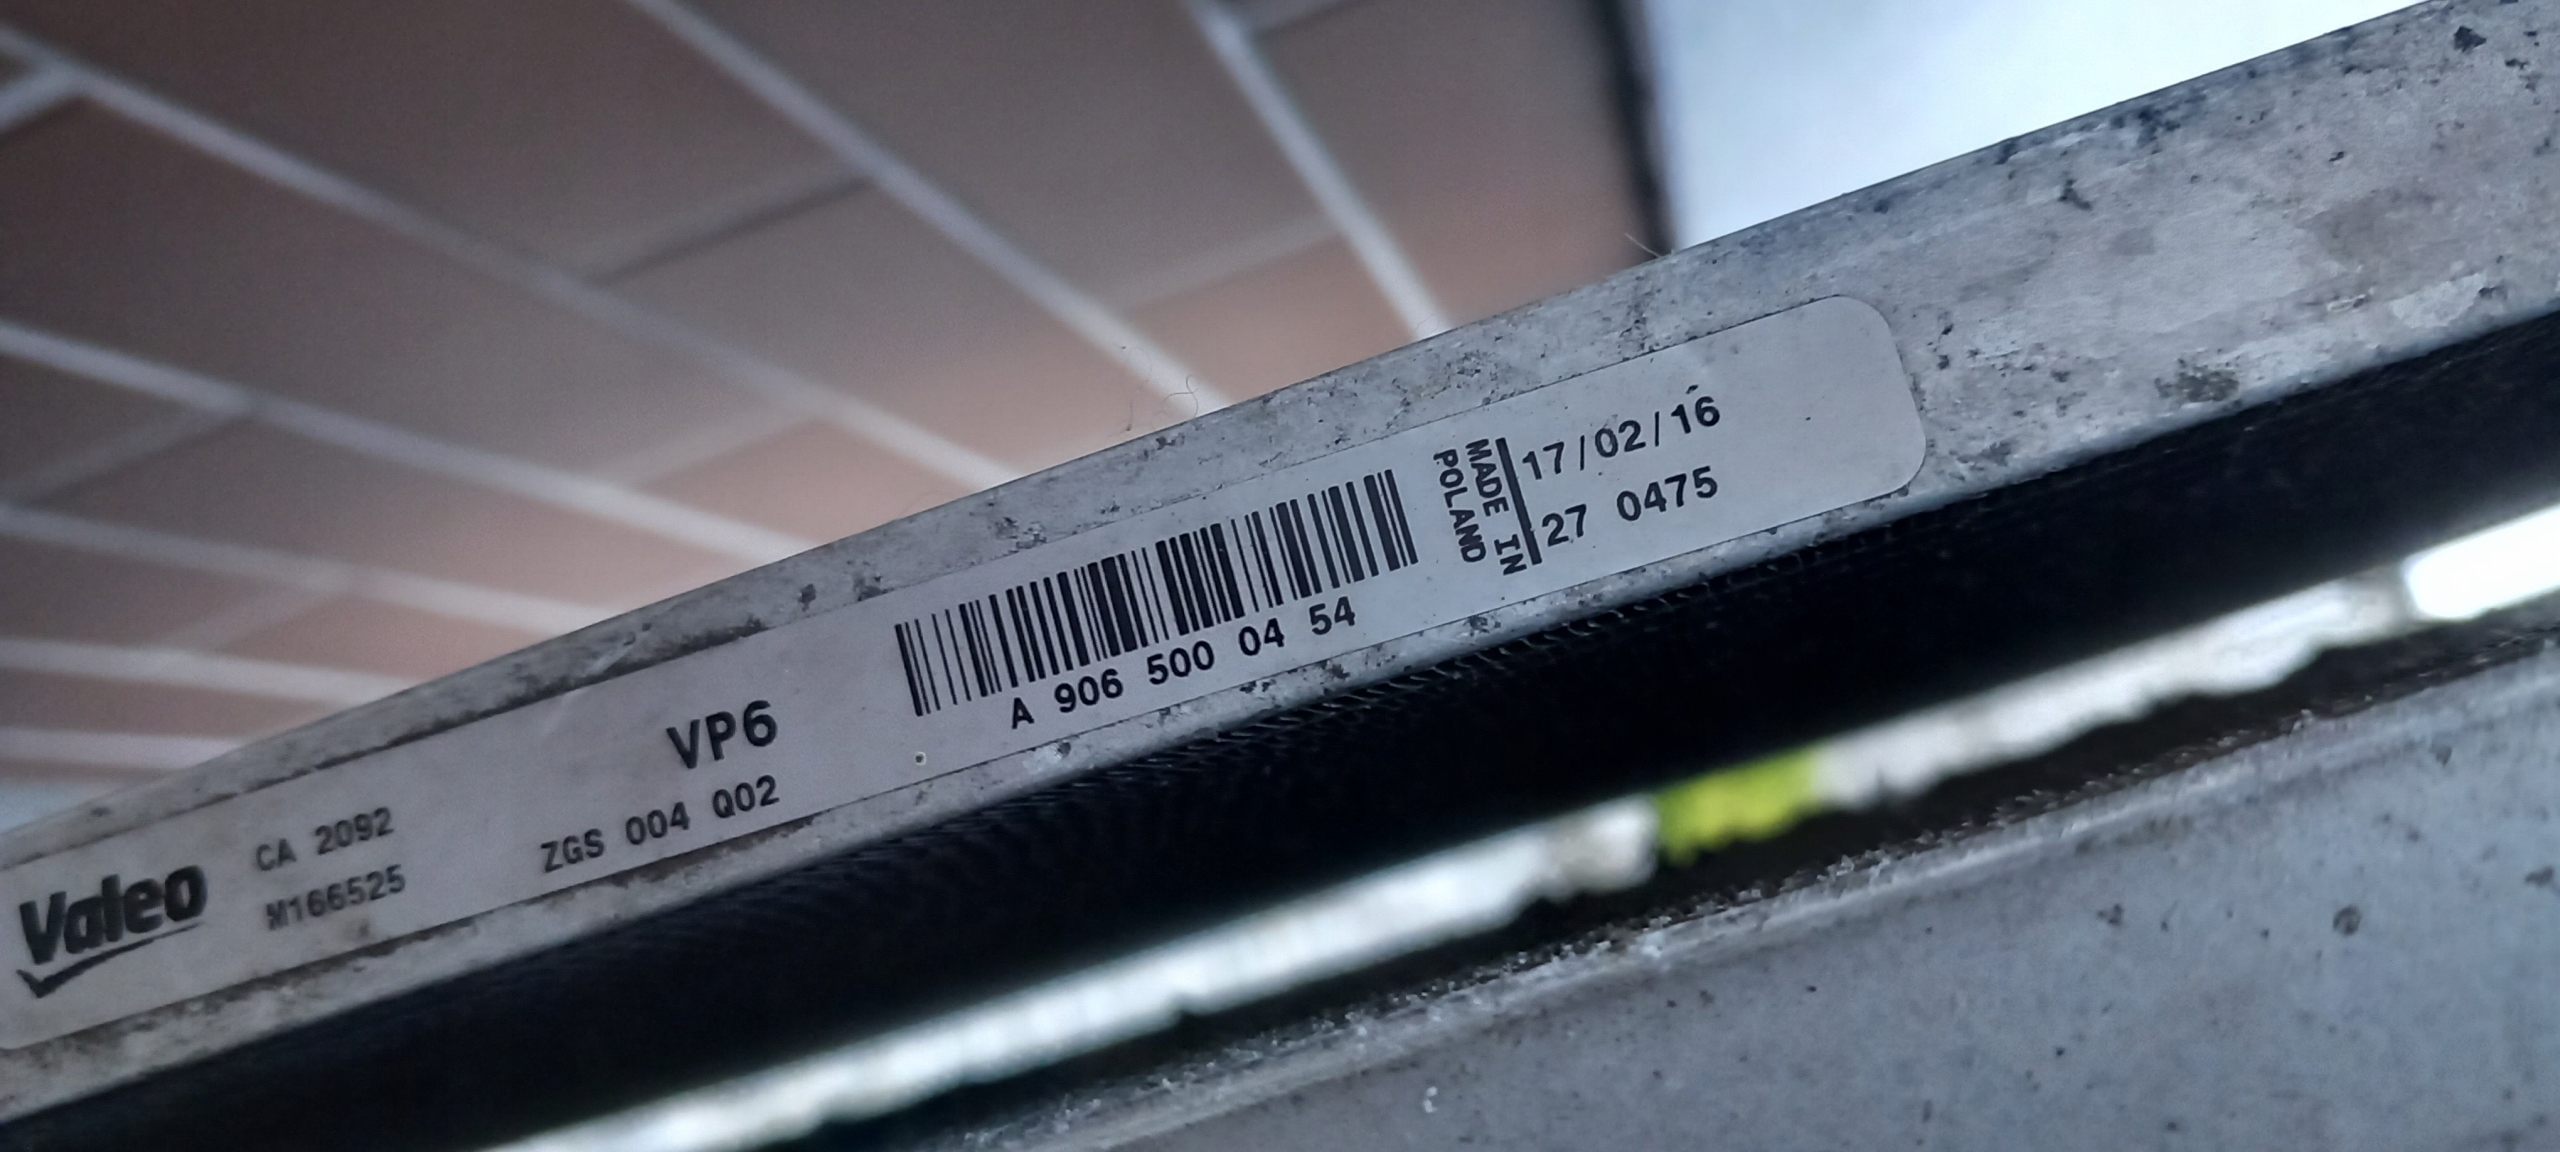 Valeo
CA 2092
M166525
VP6
ZGS 004 Q02
A 906 500 04 54
MADE IN
POLAND
17/02/16
27 0475